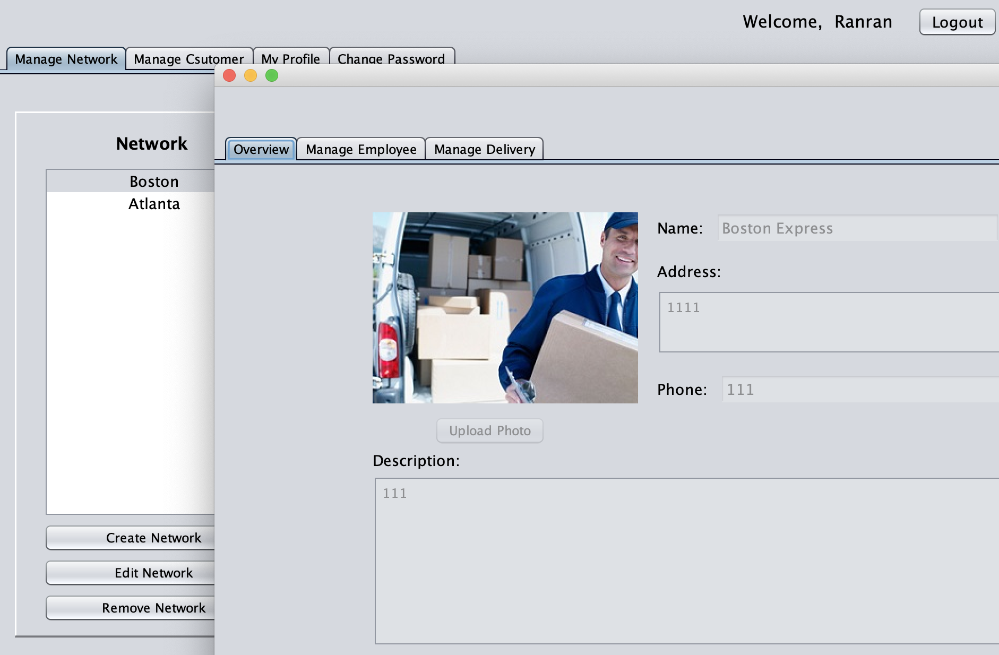 Welcome, Ranran
Logout
Manage Network
Manage Csutomer
My Profile
Change Password
Network
Boston
Atlanta
Create Network
Edit Network
Remove Network
Overview
Manage Employee
Manage Delivery
Name:
Boston Express
Address:
1111
Phone:
111
Upload Photo
Description:
111